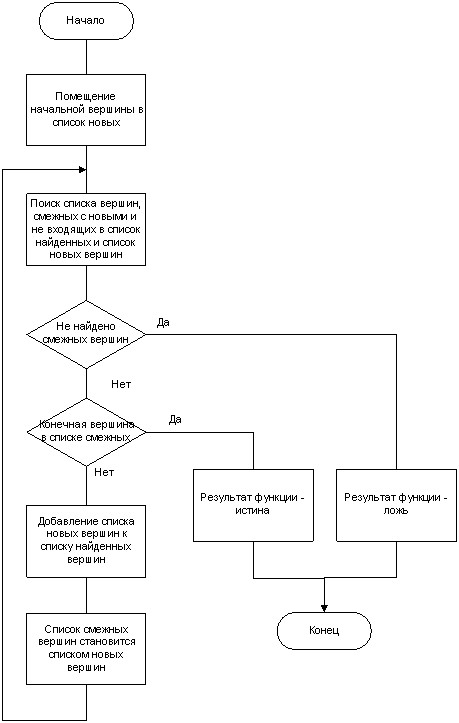 Начало
Помещение
начальной вершины в
список новых
Поиск списка вершин,
смежных с новыми и
не входящих в список
найденных и список
новых вершин
Не найдено
смежных вершин
Да
Нет
Конечная вершина
в списке смежных
Да
Нет
Результат функции -
истина
Результат функции -
ложь
Добавление списка
новых вершин к
списку найденных
вершин
Конец
Список смежных
вершин становится
списком новых
вершин